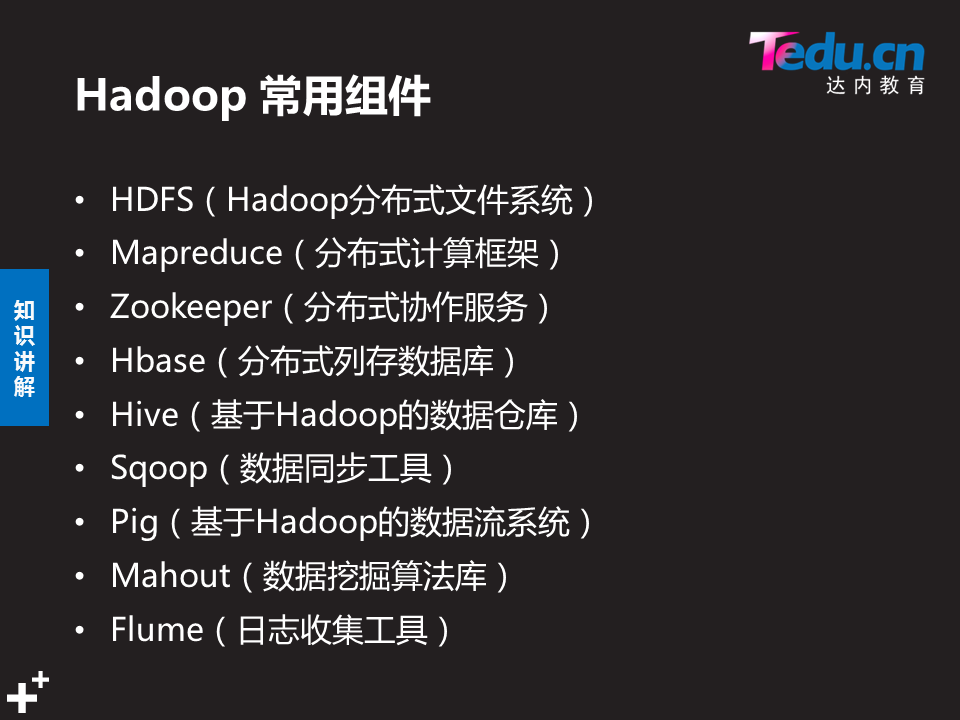 Tedu.cn
达内教育
Hadoop 常用组件
• HDFS（Hadoop分布式文件系统）
• Mapreduce（分布式计算框架）
• Zookeeper（分布式协作服务）
• Hbase（分布式列存数据库）
• Hive（基于Hadoop的数据仓库）
• Sqoop（数据同步工具）
• Pig（基于Hadoop的数据流系统）
• Mahout（数据挖掘算法库）
• Flume（日志收集工具）
知识讲解